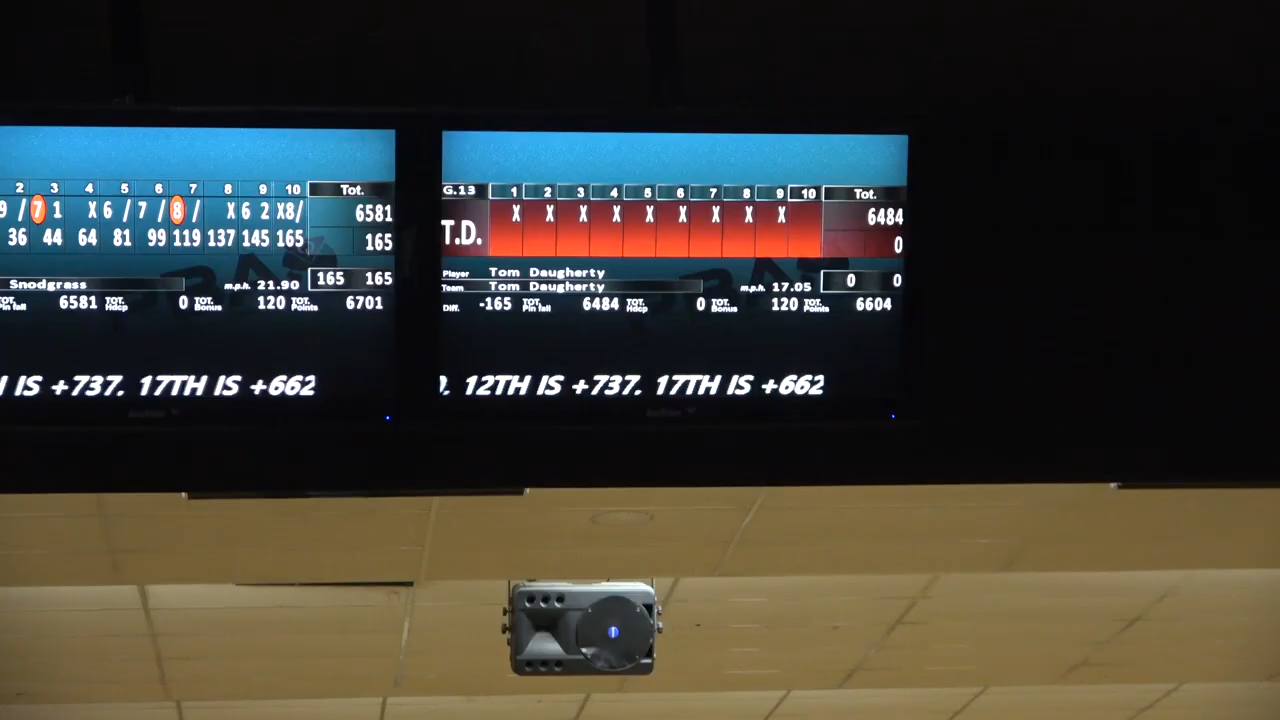 2 3 4 5 6 7 8 9 10 Tot.
9 / 7 1 X 6 / 7 / 8 / X 6 2 X8/ 6581
36 44 64 81 99 119 137 145 165 165
Snodgrass m.p.h. 21.90 165 165
6581 TOT. Hdcp 0 TOT. Bonus 120 TOT. Points 6701
IS +737. 17TH IS +662
G.13 1 2 3 4 5 6 7 8 9 10 Tot.
T.D. X X X X X X X X X 6484
0
Player Tom Daugherty
Team Tom Daugherty m.p.h. 17.05 0 0
Diff. -165 TOT. Pin fall 6484 TOT. Hdcp 0 TOT. Bonus 120 TOT. Points 6604
12TH IS +737. 17TH IS +662
PBA